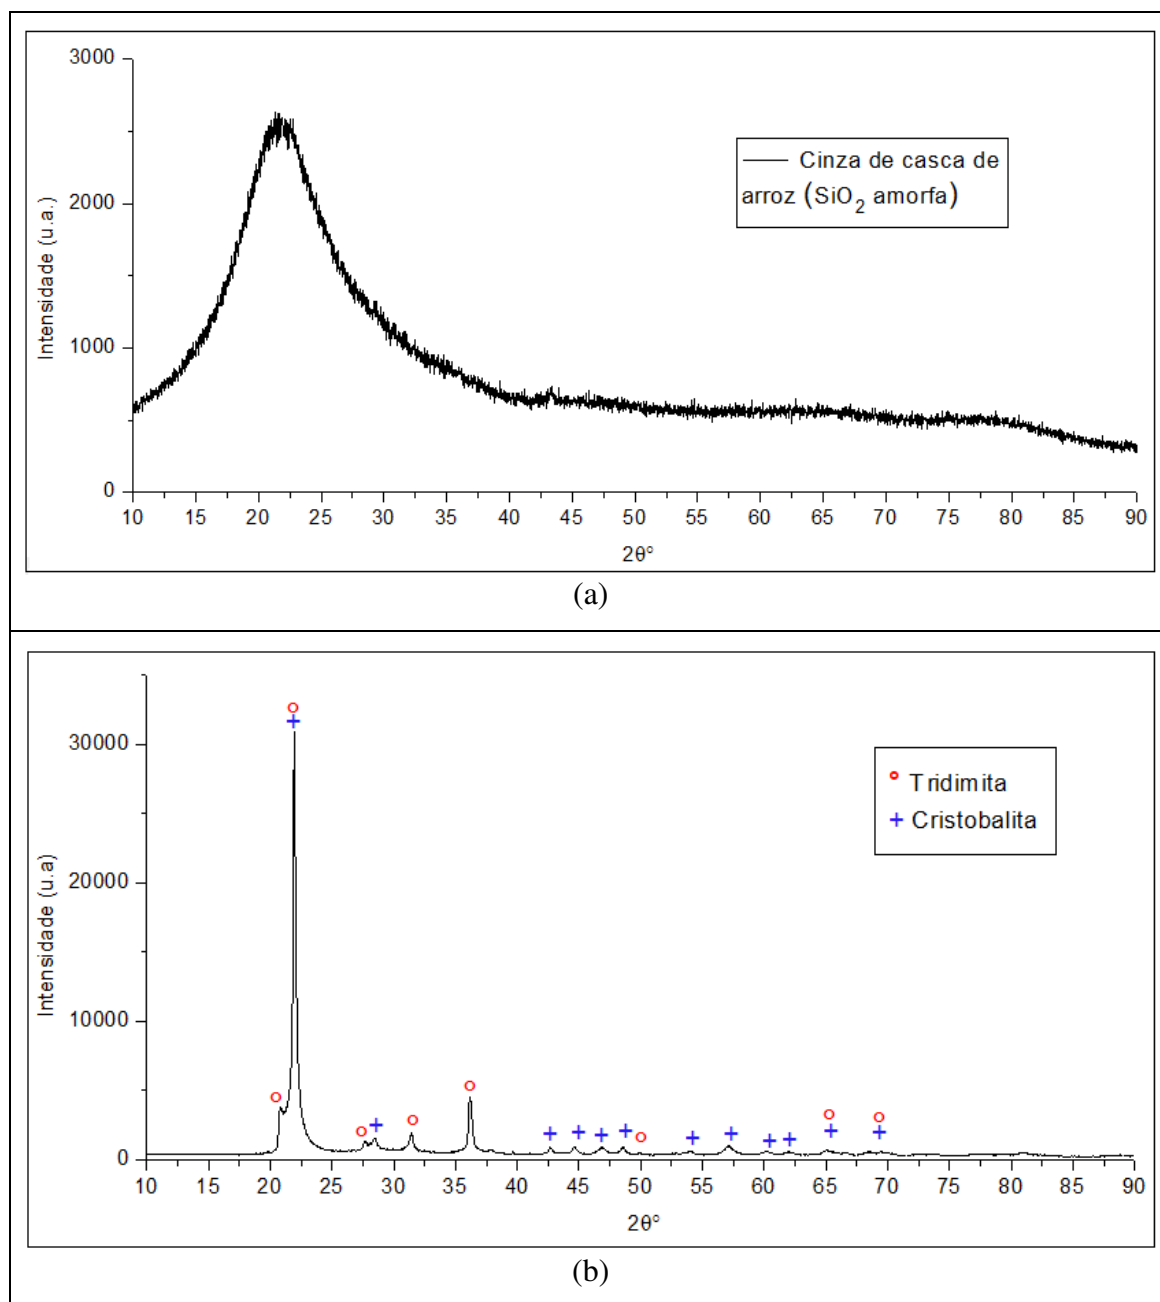 3000
2000
1000
0
Intensidade (u.a.)
Cinza de casca de
arroz (SiO₂ amorfa)
10 15 20 25 30 35 40 45 50 55 60 65 70 75 80 85 90
2θ°
(a)
30000
20000
10000
0
Intensidade (u.a)
Tridimita
Cristobalita
10 15 20 25 30 35 40 45 50 55 60 65 70 75 80 85 90
2θ°
(b)